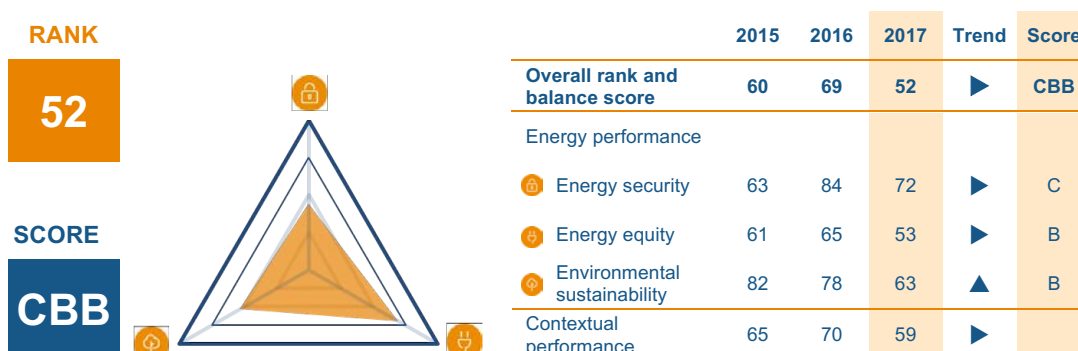 RANK
52
SCORE
CBB
2015 2016 2017 Trend Score
Overall rank and
balance score 60 69 52 CBB
Energy performance
Energy security 63 84 72 C
Energy equity 61 65 53 B
Environmental
sustainability 82 78 63 B
Contextual
performance 65 70 59